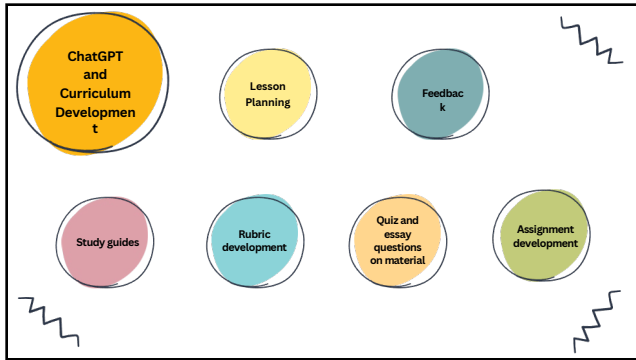 ChatGPT
and
Curriculum
Developmen
t
Lesson
Planning
Feedbac
k
Study guides
Rubric
development
Quiz and
essay
questions
on material
Assignment
development